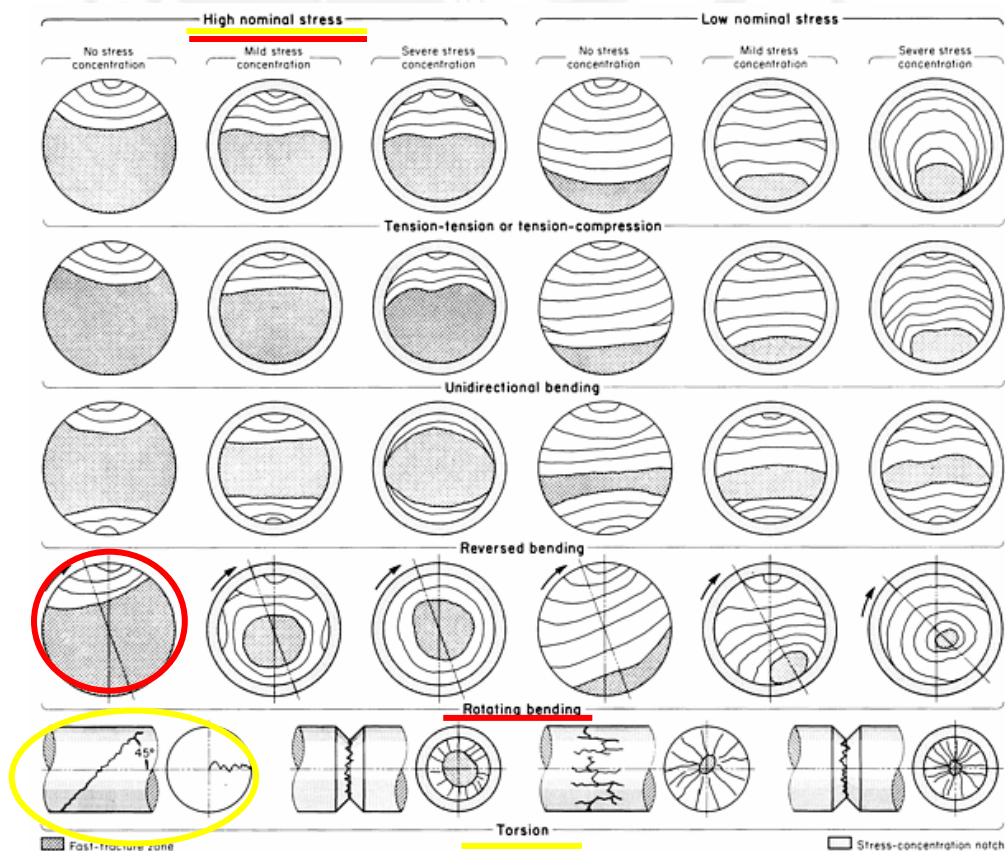 High nominal stress
Low nominal stress
No stress concentration
Mild stress concentration
Severe stress concentration
No stress concentration
Mild stress concentration
Severe stress concentration
Tension-tension or tension-compression
Unidirectional bending
Reversed bending
Rotating bending
45°
Torsion
Fast-fracture zone
Stress-concentration notch